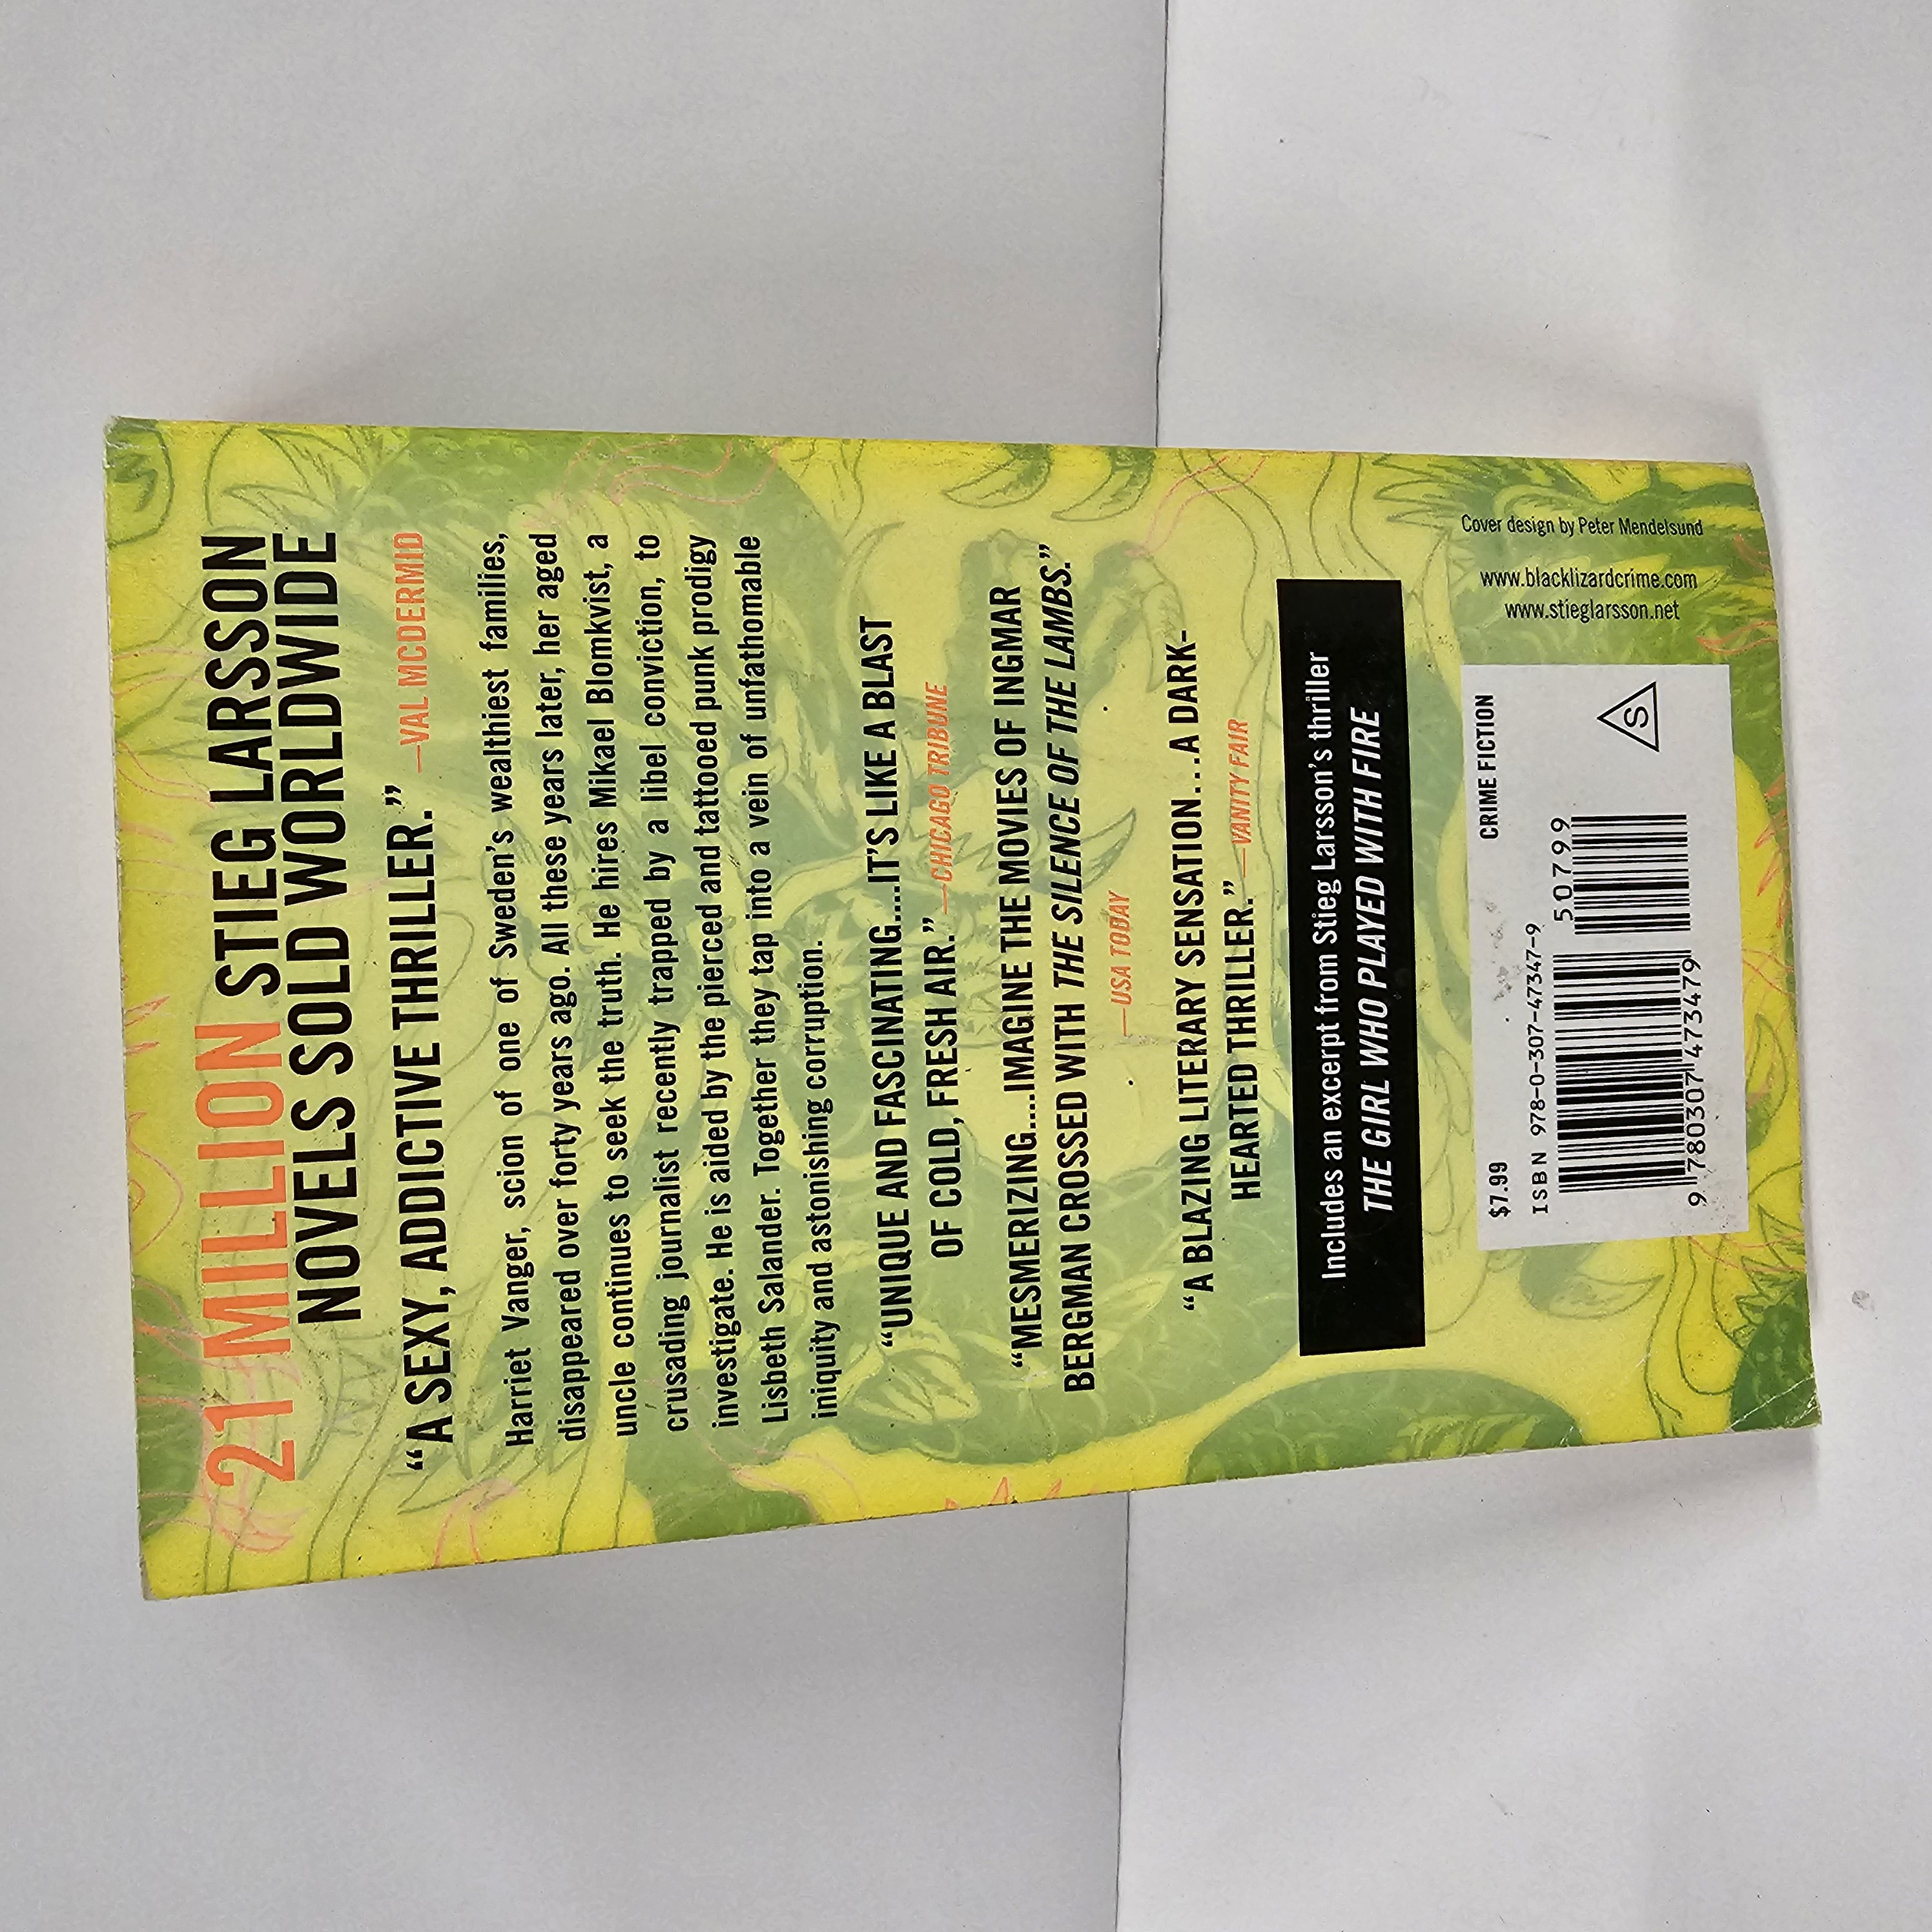 21 MILLION STIEG LARSSON
NOVELS SOLD WORLDWIDE
“A SEXY, ADDICTIVE THRILLER.” —VAL MCDERMID
Harriet Vanger, scion of one of Sweden’s wealthiest families,
disappeared over forty years ago. All these years later, her aged
uncle continues to seek the truth. He hires Mikael Blomkvist, a
crusading journalist recently trapped by a libel conviction, to
investigate. He is aided by the pierced and tattooed punk prodigy
Lisbeth Salander. Together they tap into a vein of unfathomable
iniquity and astonishing corruption.
“UNIQUE AND FASCINATING....IT’S LIKE A BLAST
OF COLD, FRESH AIR.” —CHICAGO TRIBUNE
“MESMERIZING....IMAGINE THE MOVIES OF INGMAR
BERGMAN CROSSED WITH THE SILENCE OF THE LAMBS.”
—USA TODAY
“A BLAZING LITERARY SENSATION...A DARK-
HEARTED THRILLER.” —VANITY FAIR
Includes an excerpt from Stieg Larsson’s thriller
THE GIRL WHO PLAYED WITH FIRE
$7.99 CRIME FICTION
ISBN 978-0-307-47347-9
50799
9 780307 473479
S
Cover design by Peter Mendelsund
www.blacklizardcrime.com
www.stieglarsson.net